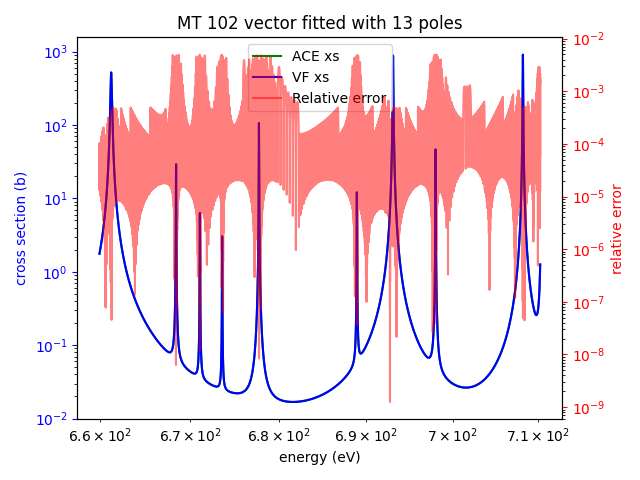 MT 102 vector fitted with 13 poles
ACE xs
VF xs
Relative error
cross section (b)
10³
10²
10¹
10⁰
10⁻¹
10⁻²
10⁻²
10⁻³
10⁻⁴
10⁻⁵
10⁻⁶
10⁻⁷
10⁻⁸
10⁻⁹
relative error
6.6 × 10² 6.7 × 10² 6.8 × 10² 6.9 × 10² 7 × 10² 7.1 × 10²
energy (eV)